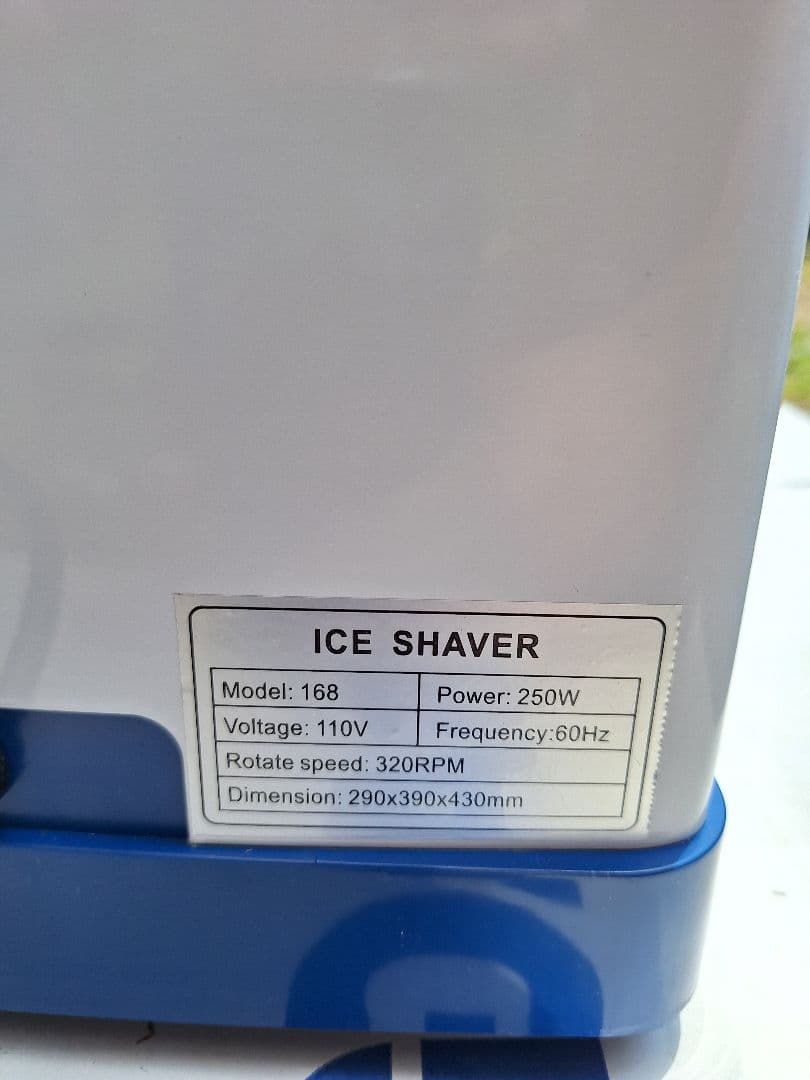 ICE SHAVER
Model: 168 Power: 250W
Voltage: 110V Frequency:60Hz
Rotate speed: 320RPM
Dimension: 290x390x430mm